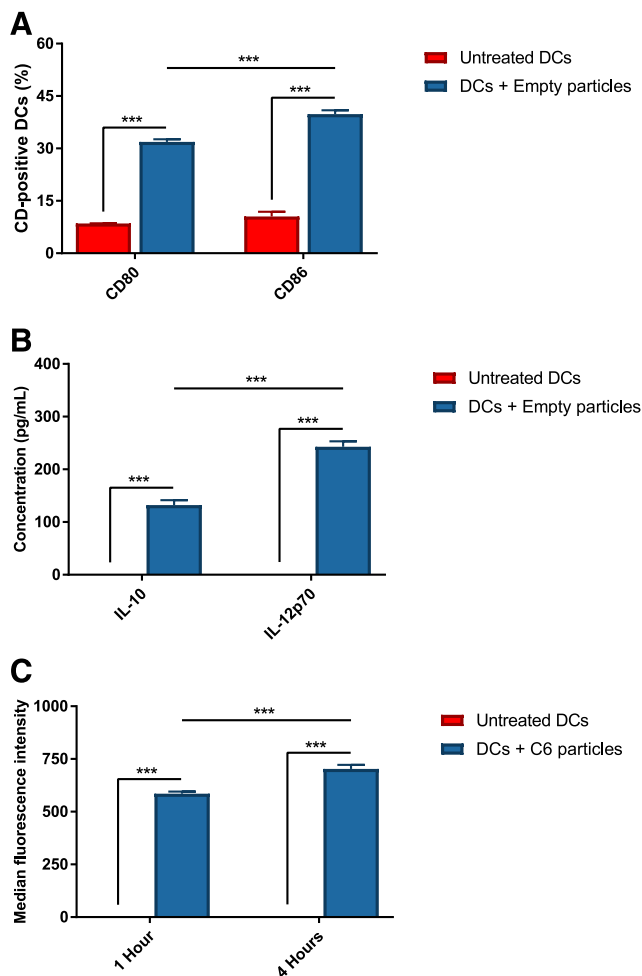 A
CD-positive DCs (%)
60
45
30
15
0
***
***
***
CD80
CD86
Untreated DCs
DCs + Empty particles
B
Concentration (pg/mL)
400
300
200
100
0
***
***
***
IL-10
IL-12p70
Untreated DCs
DCs + Empty particles
C
Median fluorescence intensity
1000
750
500
250
0
***
***
***
1 Hour
4 Hours
Untreated DCs
DCs + C6 particles